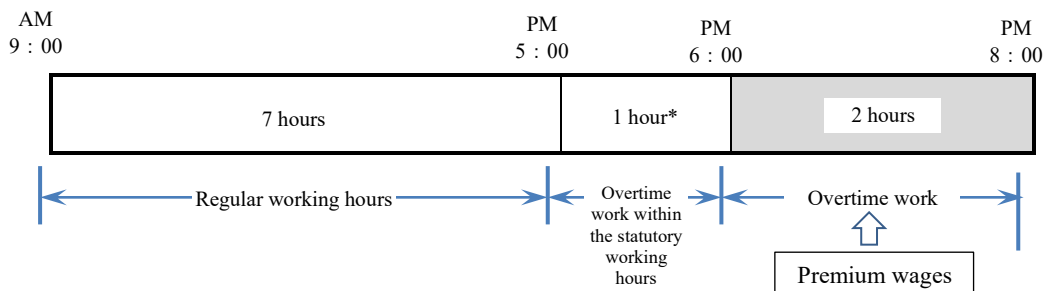 AM
9：00
PM
5：00
PM
6：00
PM
8：00
7 hours
1 hour*
2 hours
Regular working hours
Overtime
work within
the statutory
working
hours
Overtime work
Premium wages